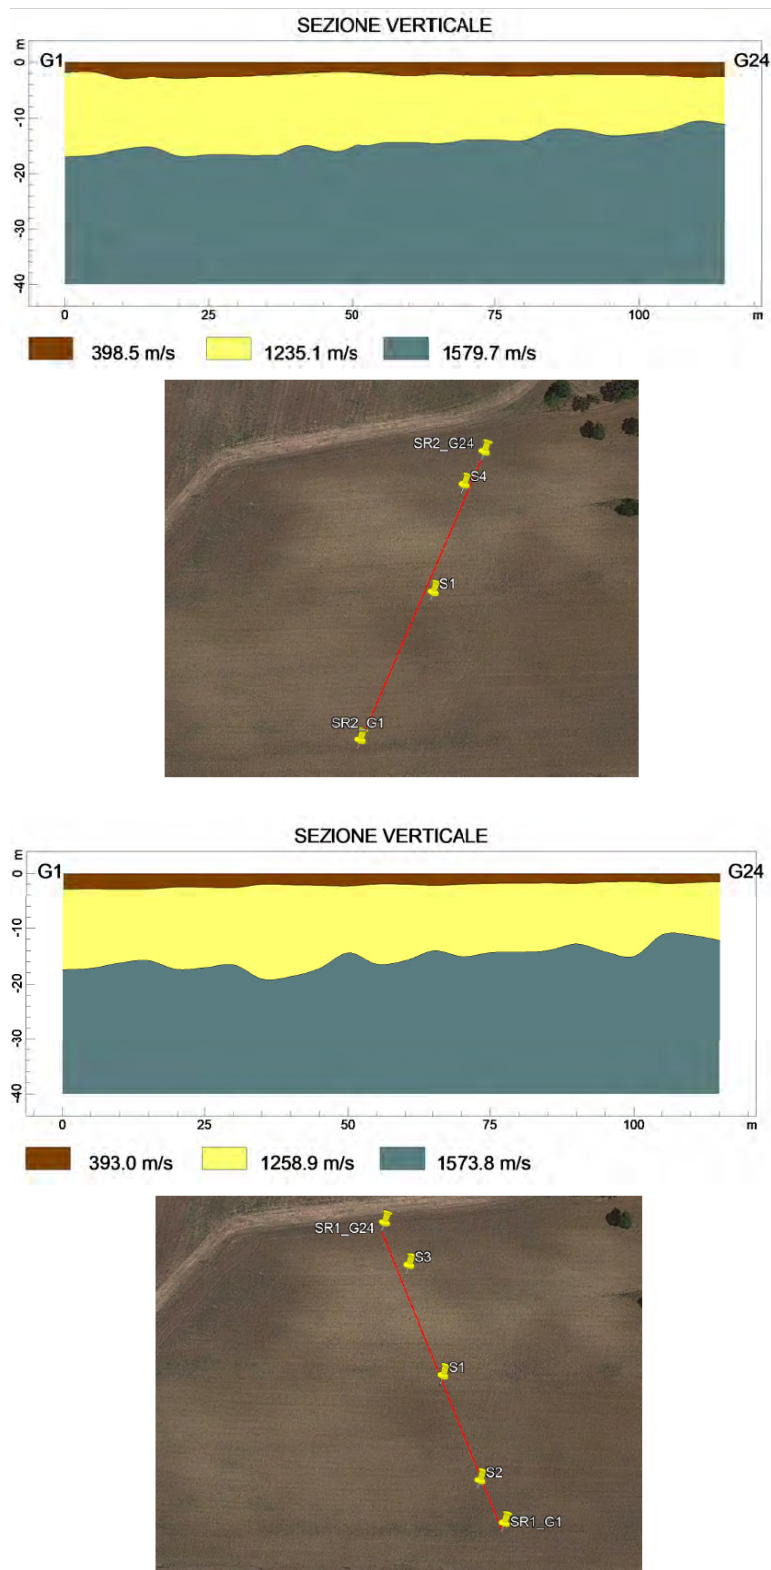 SEZIONE VERTICALE
m
G1
G24
0
-10
-20
-30
-40
0 25 50 75 100 m
398.5 m/s 1235.1 m/s 1579.7 m/s
SR2_G24
S4
S1
SR2_G1
SEZIONE VERTICALE
m
G1
G24
0
-10
-20
-30
-40
0 25 50 75 100 m
393.0 m/s 1258.9 m/s 1573.8 m/s
SR1_G24
S3
S1
S2
SR1_G1